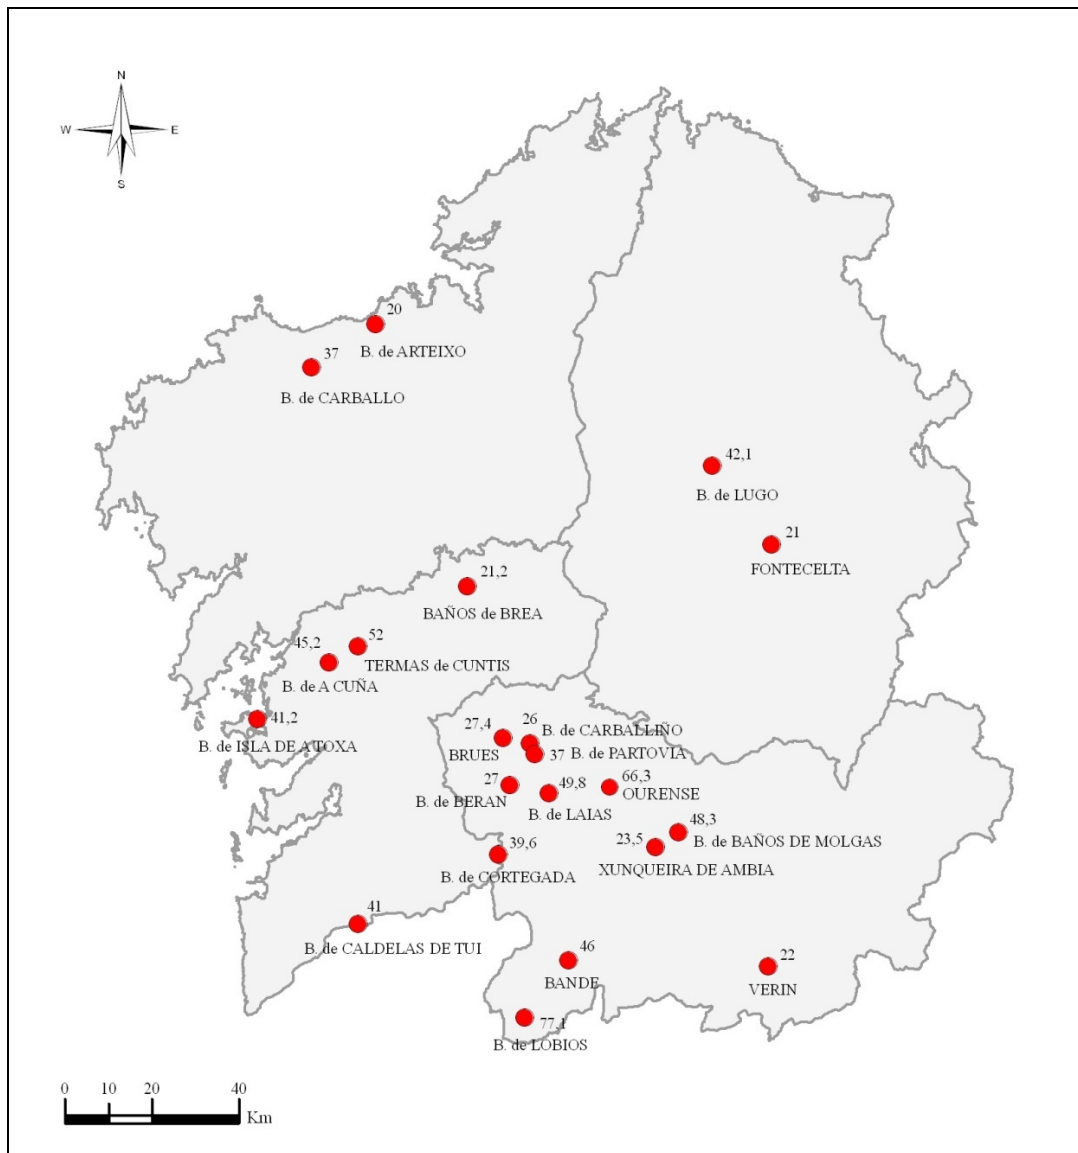 N
W E
S
20
B. de ARTEIXO
37
B. de CARBALLO
42,1
B. de LUGO
21
FONTECELTA
21,2
BAÑOS de BREA
52
TERMAS de CUNTIS
45,2
B. de A CUÑA
41,2
B. de ISLA DE A TOXA
27,4
BRUES
26
B. de CARBALLIÑO
37
B. de PARTOVIA
27
B. de BERAN
49,8
B. de LAIAS
66,3
OURENSE
48,3
B. de BAÑOS DE MOLGAS
23,5
XUNQUEIRA DE AMBIA
39,6
B. de CORTEGADA
41
B. de CALDELAS DE TUI
46
BANDE
22
VERIN
77,1
B. de LOBIOS
0 10 20 40
Km